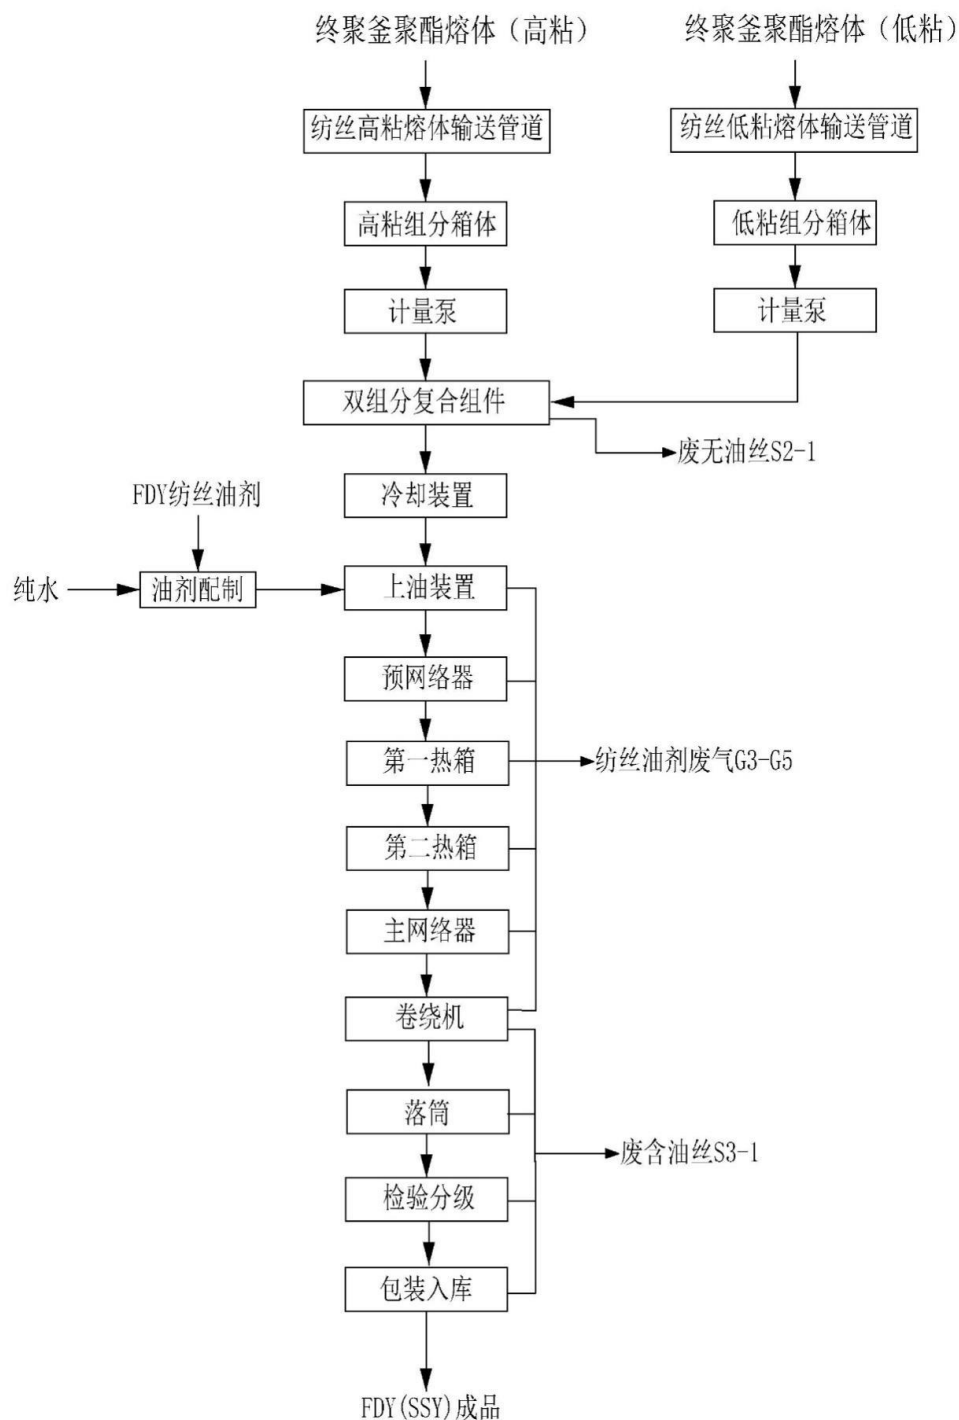 终聚釜聚酯熔体（高粘）
终聚釜聚酯熔体（低粘）
纺丝高粘熔体输送管道
纺丝低粘熔体输送管道
高粘组分箱体
低粘组分箱体
计量泵
计量泵
双组分复合组件
废无油丝S2-1
冷却装置
FDY纺丝油剂
纯水
油剂配制
上油装置
预网络器
第一热箱
纺丝油剂废气G3-G5
第二热箱
主网络器
卷绕机
落筒
废含油丝S3-1
检验分级
包装入库
FDY(SSY)成品